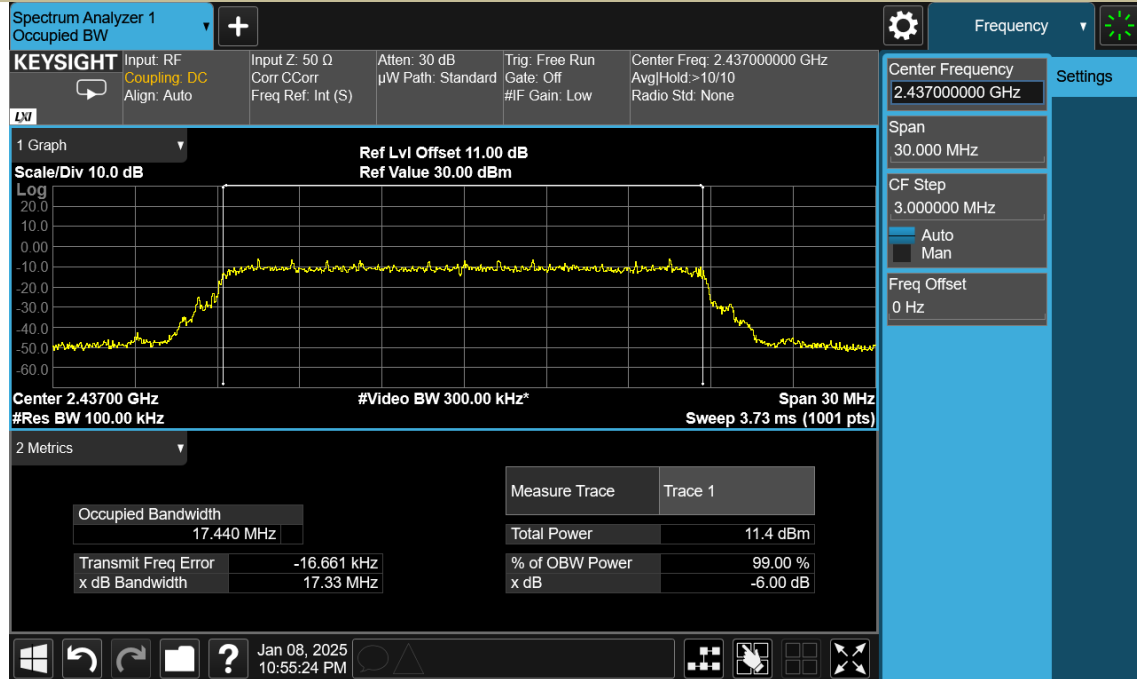 Spectrum Analyzer 1
Occupied BW
Frequency
KEYSIGHT
LXI
Input: RF
Coupling: DC
Align: Auto
Input Z: 50 Ω
Corr CCorr
Freq Ref: Int (S)
Atten: 30 dB
µW Path: Standard
Trig: Free Run
Gate: Off
#IF Gain: Low
Center Freq: 2.437000000 GHz
Avg|Hold:>10/10
Radio Std: None
Center Frequency
2.437000000 GHz
Settings
Span
30.000 MHz
CF Step
3.000000 MHz
Auto
Man
Freq Offset
0 Hz
1 Graph
Scale/Div 10.0 dB
Ref Lvl Offset 11.00 dB
Ref Value 30.00 dBm
Log
20.0
10.0
0.00
-10.0
-20.0
-30.0
-40.0
-50.0
-60.0
Center 2.43700 GHz
#Video BW 300.00 kHz*
Span 30 MHz
#Res BW 100.00 kHz
Sweep 3.73 ms (1001 pts)
2 Metrics
Measure Trace
Trace 1
Occupied Bandwidth
17.440 MHz
Total Power
11.4 dBm
Transmit Freq Error
-16.661 kHz
% of OBW Power
99.00 %
x dB Bandwidth
17.33 MHz
x dB
-6.00 dB
?
Jan 08, 2025
10:55:24 PM